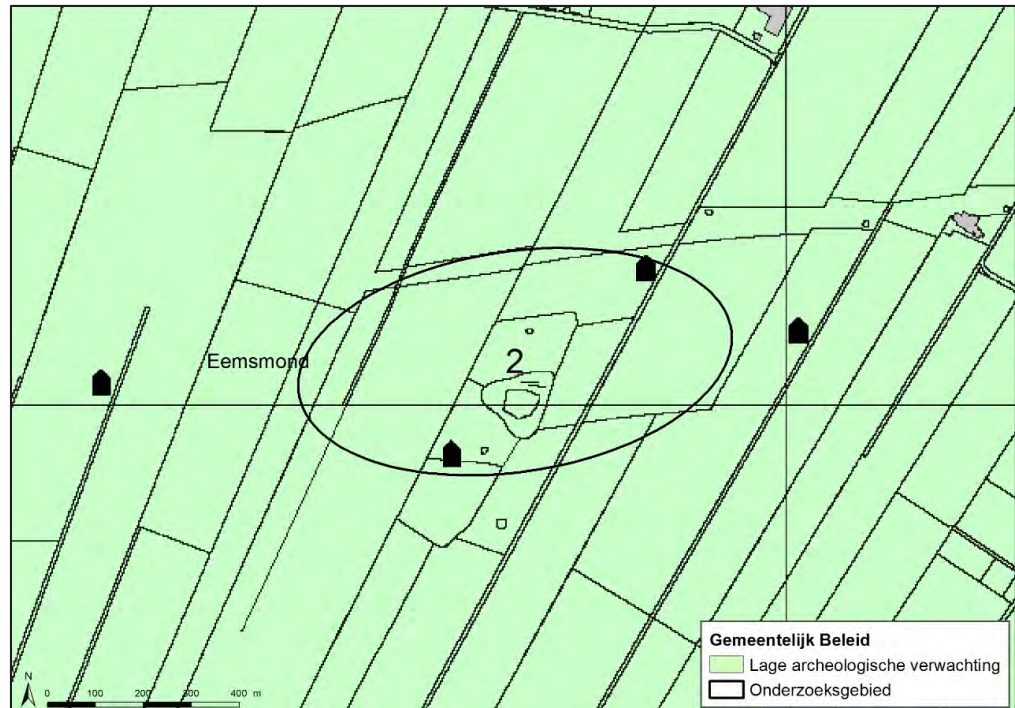 2
Eemsmond
Gemeentelijk Beleid
Lage archeologische verwachting
Onderzoeksgebied
N
0 100 200 300 400 m